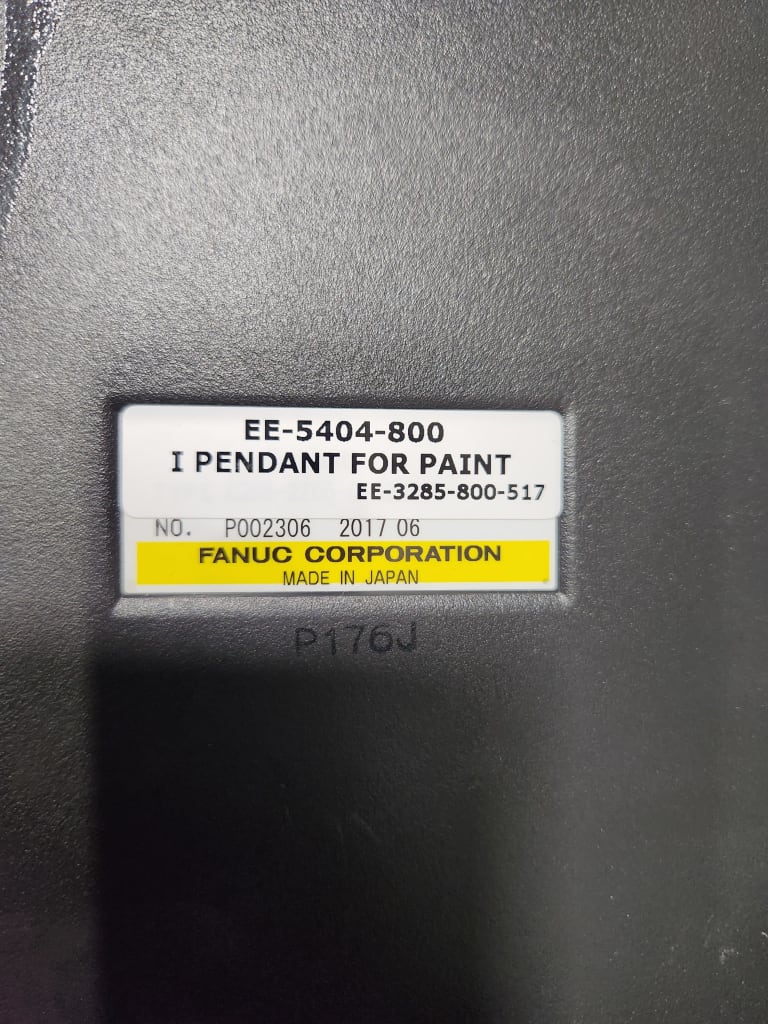 EE-5404-800
I PENDANT FOR PAINT
EE-3285-800-517
NO. P002306 2017 06
FANUC CORPORATION
MADE IN JAPAN
P176J